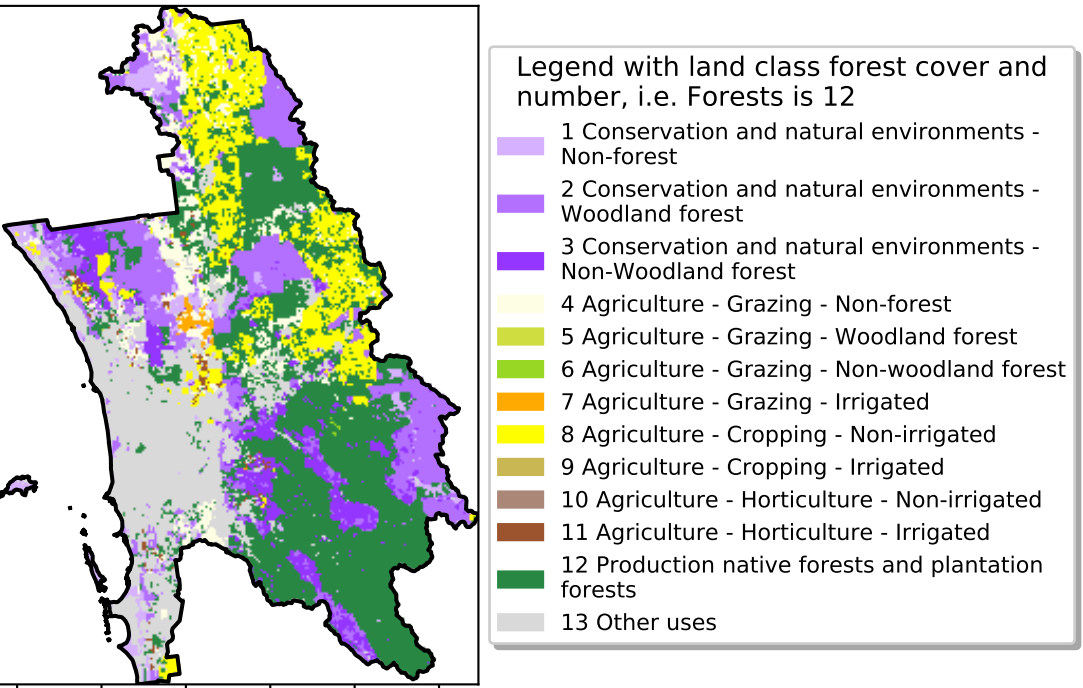 Legend with land class forest cover and
number, i.e. Forests is 12
1 Conservation and natural environments -
Non-forest
2 Conservation and natural environments -
Woodland forest
3 Conservation and natural environments -
Non-Woodland forest
4 Agriculture - Grazing - Non-forest
5 Agriculture - Grazing - Woodland forest
6 Agriculture - Grazing - Non-woodland forest
7 Agriculture - Grazing - Irrigated
8 Agriculture - Cropping - Non-irrigated
9 Agriculture - Cropping - Irrigated
10 Agriculture - Horticulture - Non-irrigated
11 Agriculture - Horticulture - Irrigated
12 Production native forests and plantation
forests
13 Other uses